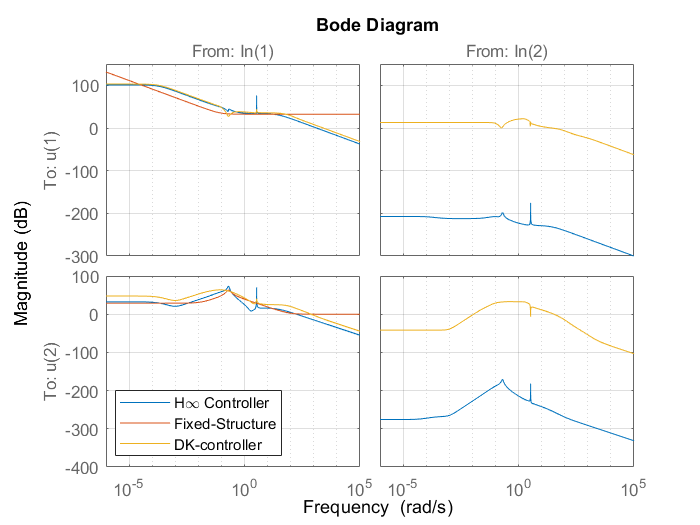 Bode Diagram
From: In(1)
From: In(2)
Magnitude (dB)
To: u(1)
100
0
-100
-200
-300
To: u(2)
100
0
-100
-200
-300
-400
H∞ Controller
Fixed-Structure
DK-controller
10^-5
10^0
10^5
10^-5
10^0
10^5
Frequency (rad/s)